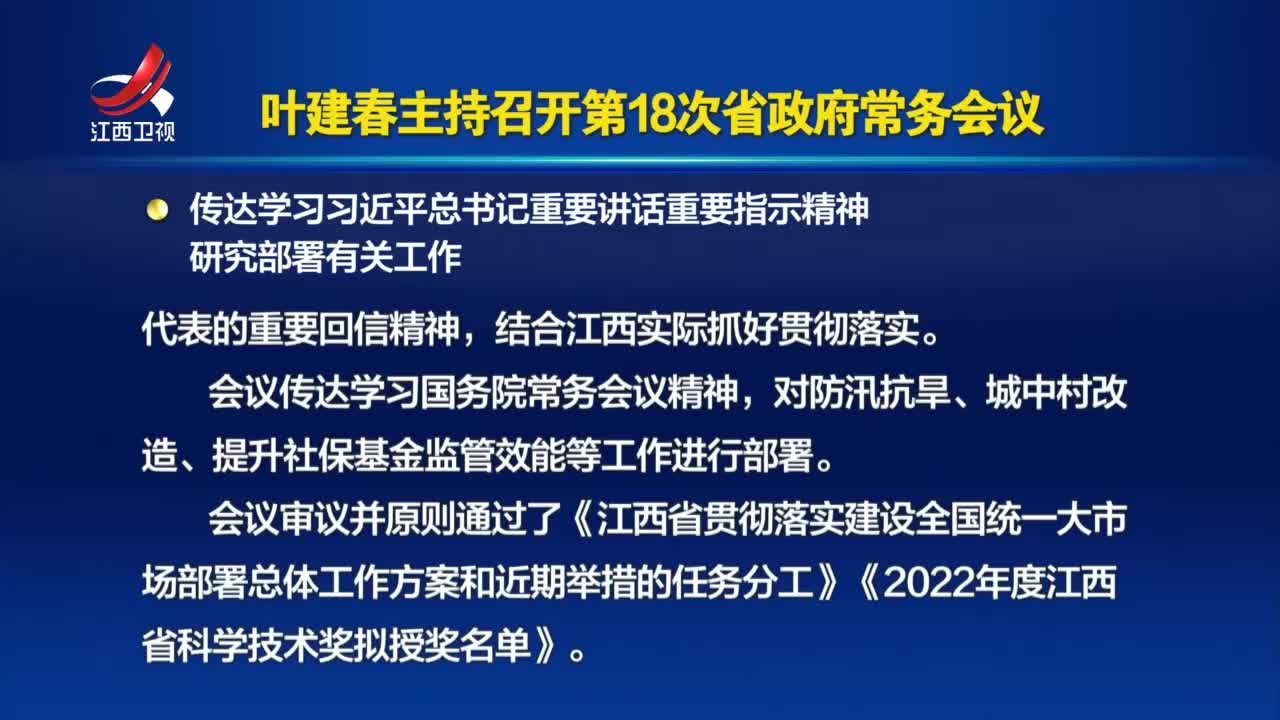 江西卫视
叶建春主持召开第18次省政府常务会议
传达学习习近平总书记重要讲话重要指示精神
研究部署有关工作
代表的重要回信精神，结合江西实际抓好贯彻落实。
会议传达学习国务院常务会议精神，对防汛抗旱、城中村改
造、提升社保基金监管效能等工作进行部署。
会议审议并原则通过了《江西省贯彻落实建设全国统一大市
场部署总体工作方案和近期举措的任务分工》《2022年度江西
省科学技术奖拟授奖名单》。